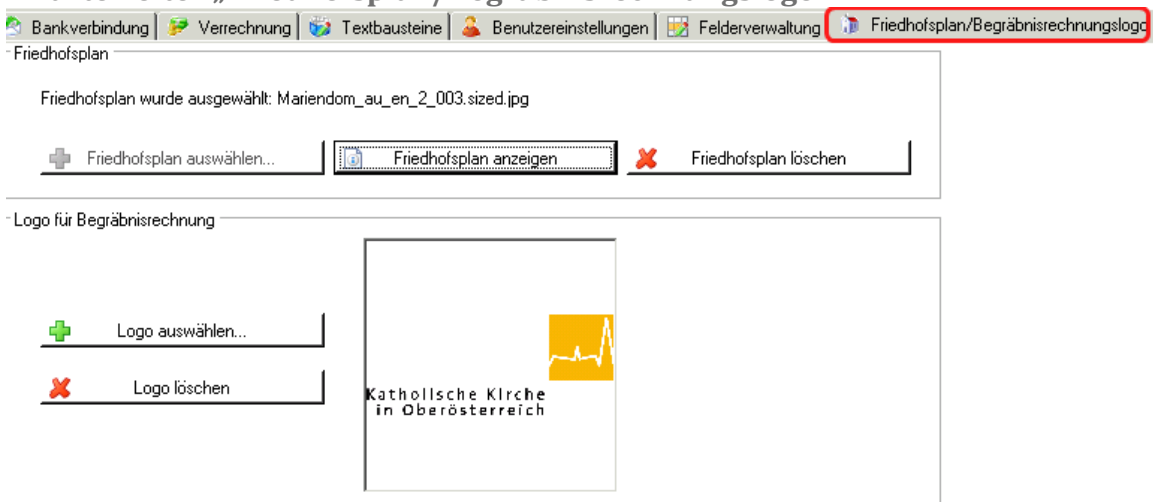 Bankverbindung Verrechnung Textbausteine Benutzereinstellungen Felderverwaltung Friedhofsplan/Begräbnisrechnungslogo
Friedhofsplan
Friedhofsplan wurde ausgewählt: Mariendom_au_en_2_003.sized.jpg
Friedhofsplan auswählen... Friedhofsplan anzeigen Friedhofsplan löschen
Logo für Begräbnisrechnung
Logo auswählen...
Logo löschen
Katholische Kirche
in Oberösterreich